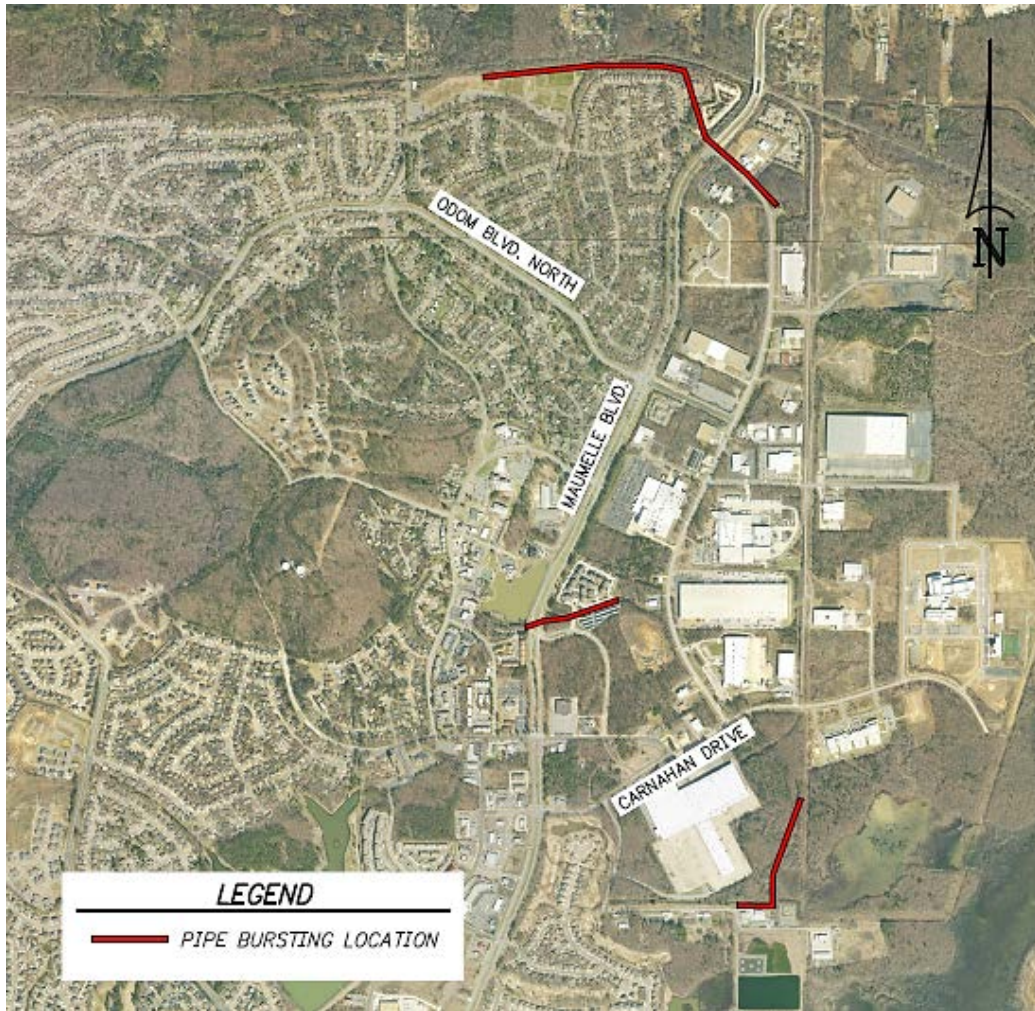 N
ODOM BLVD. NORTH
MAUMELLE BLVD.
CARNAHAN DRIVE
LEGEND
PIPE BURSTING LOCATION